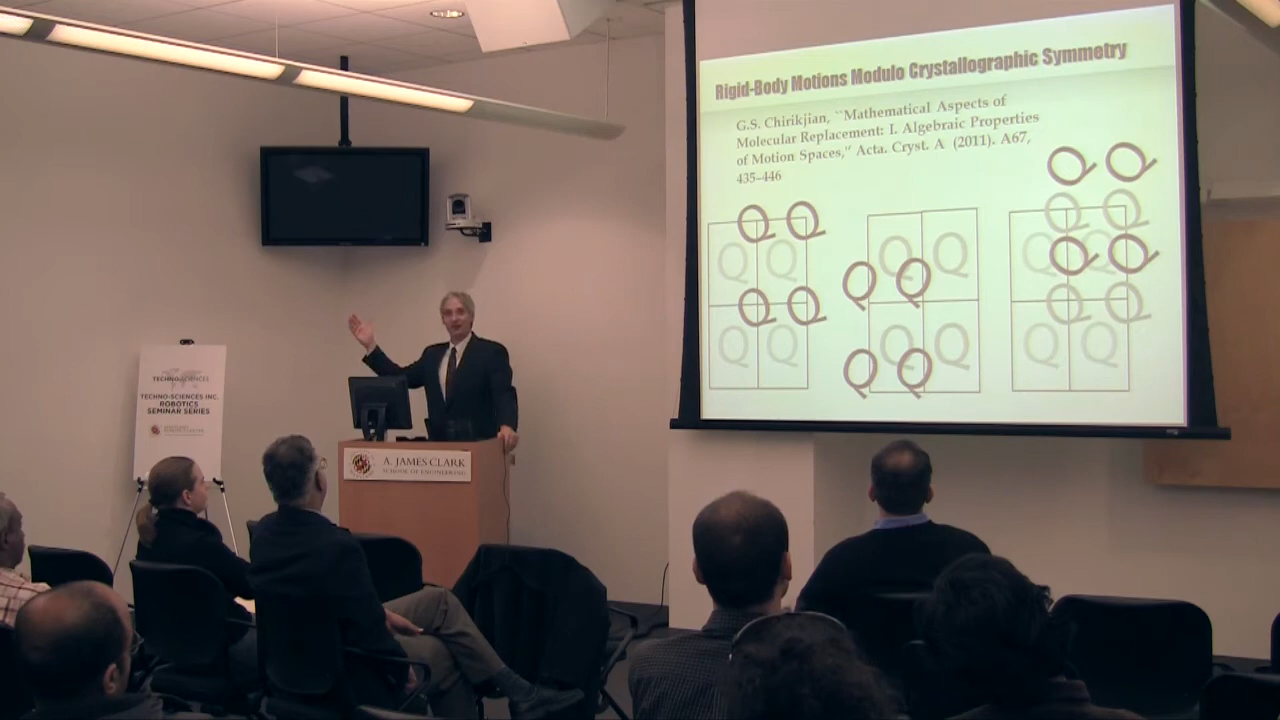 Rigid-Body Motions Modulo Crystallographic Symmetry
G.S. Chirikjian, ``Mathematical Aspects of
Molecular Replacement: I. Algebraic Properties
of Motion Spaces,'' Acta. Cryst. A (2011). A67,
435–446
Q Q Q Q
Q Q Q Q
Q Q Q Q
Q Q Q Q
Q Q Q Q
Q Q Q Q
Q Q Q Q
Q Q Q Q
TECHNO-SCIENCES
TECHNO-SCIENCES INC.
ROBOTICS
SEMINAR SERIES
A. JAMES CLARK
SCHOOL OF ENGINEERING